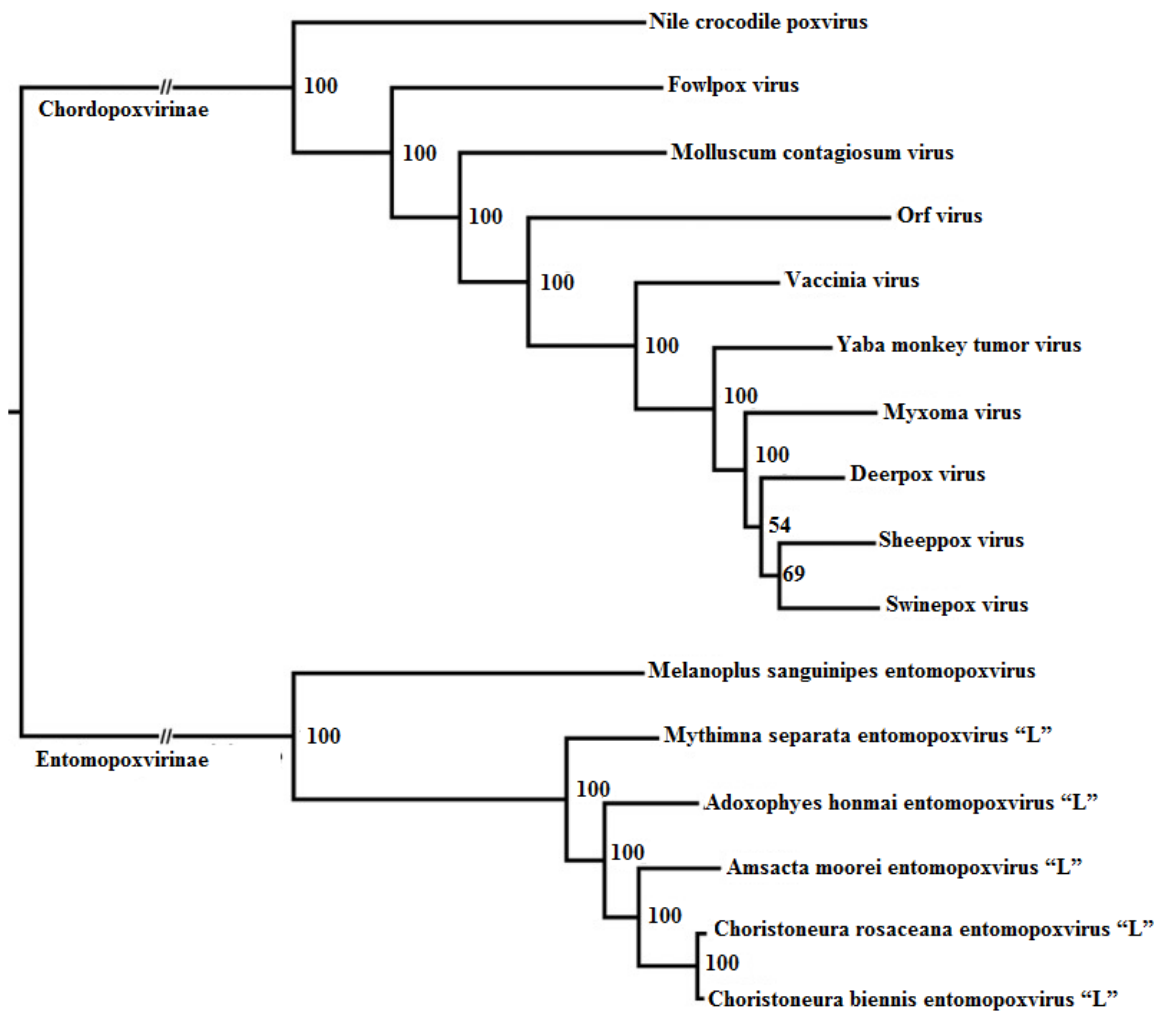 Nile crocodile poxvirus
100
Fowlpox virus
Chordopoxvirinae
100
Molluscum contagiosum virus
100
Orf virus
100
Vaccinia virus
100
Yaba monkey tumor virus
100
Myxoma virus
100
Deerpox virus
54
Sheeppox virus
69
Swinepox virus
Melanoplus sanguinipes entomopoxvirus
100
Mythimna separata entomopoxvirus “L”
Entomopoxvirinae
100
Adoxophyes honmai entomopoxvirus “L”
100
Amsacta moorei entomopoxvirus “L”
100
Choristoneura rosaceana entomopoxvirus “L”
100
Choristoneura biennis entomopoxvirus “L”